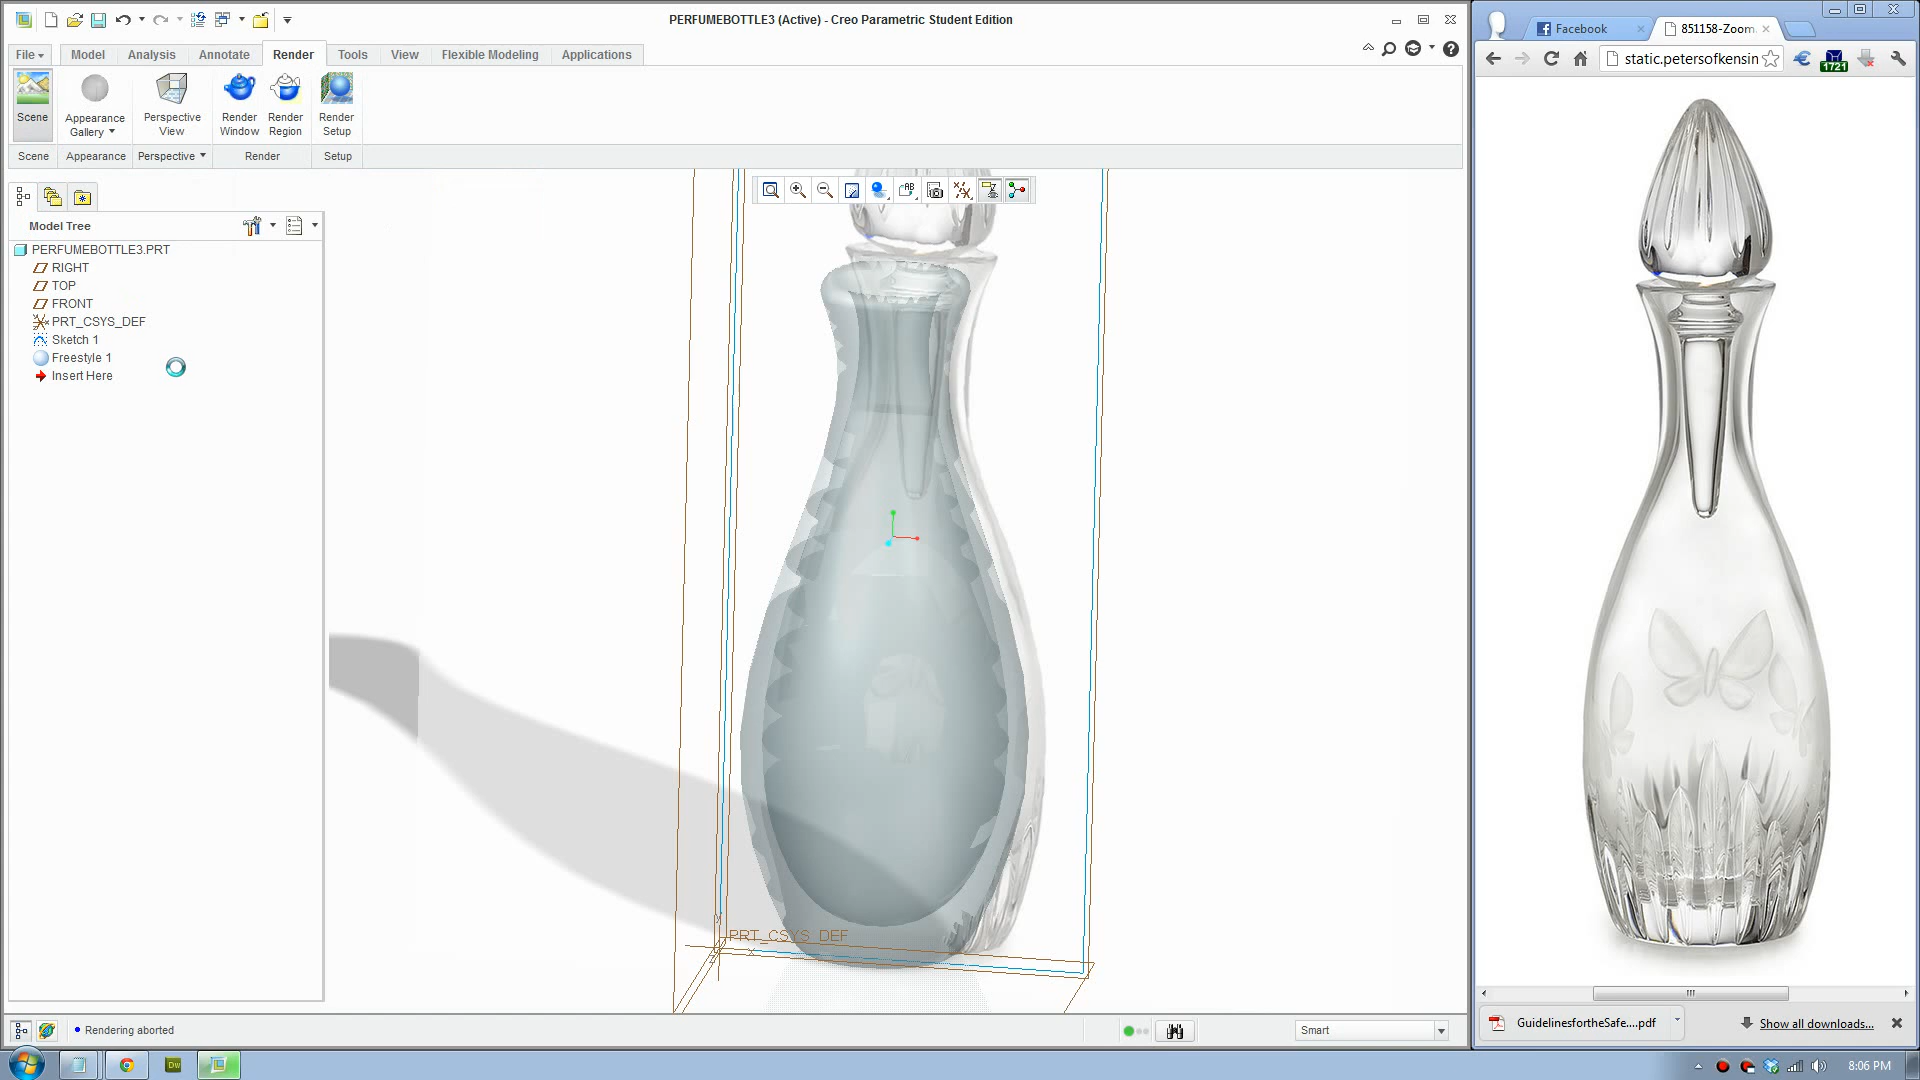 PERFUMEBOTTLE3 (Active) - Creo Parametric Student Edition
File
Model
Analysis
Annotate
Render
Tools
View
Flexible Modeling
Applications
Scene
Appearance
Gallery
Perspective
View
Render
Window
Render
Region
Render
Setup
Scene
Appearance
Perspective
Render
Setup
Model Tree
PERFUMEBOTTLE3.PRT
RIGHT
TOP
FRONT
PRT_CSYS_DEF
Sketch 1
Freestyle 1
Insert Here
PRT_CSYS_DEF
X
Rendering aborted
Smart
Facebook
851158-Zoom.
static.petersofkensin
1721
GuidelinesfortheSafe....pdf
Show all downloads...
Dw
8:06 PM